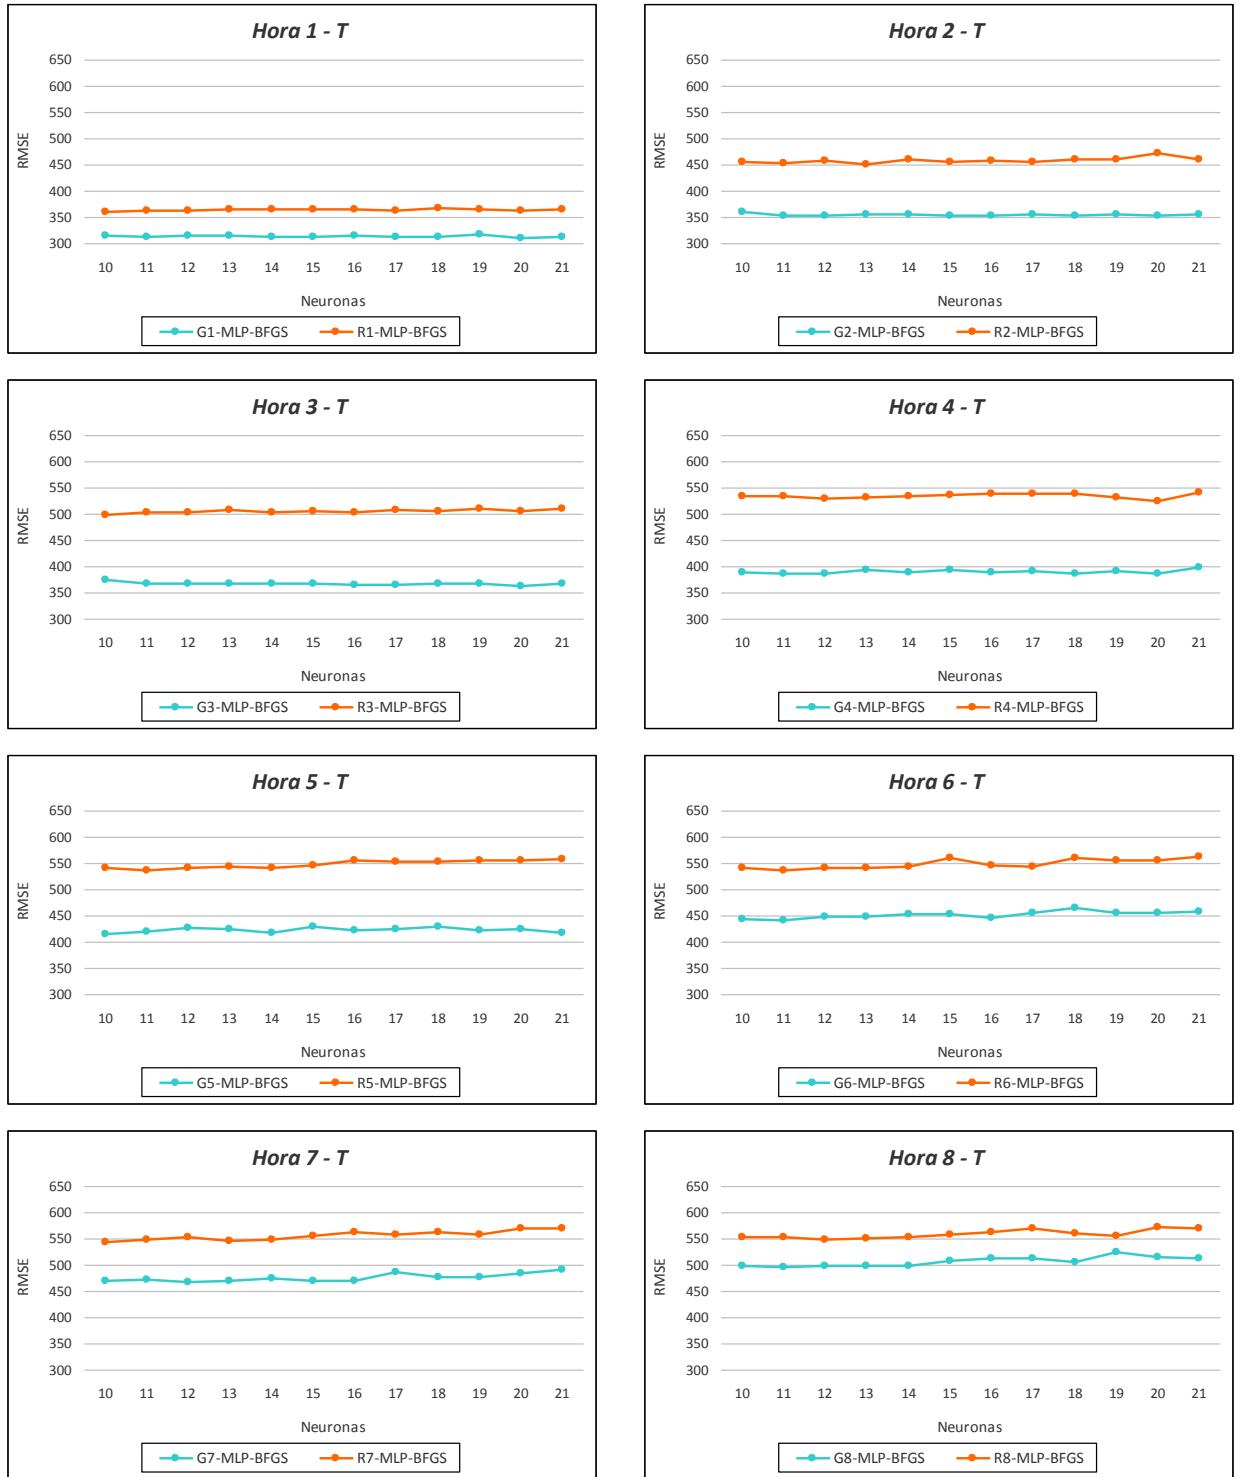 Hora 1 - T
650
600
550
500
450
400
350
300
RMSE
10 11 12 13 14 15 16 17 18 19 20 21
Neuronas
G1-MLP-BFGS R1-MLP-BFGS
Hora 2 - T
650
600
550
500
450
400
350
300
RMSE
10 11 12 13 14 15 16 17 18 19 20 21
Neuronas
G2-MLP-BFGS R2-MLP-BFGS
Hora 3 - T
650
600
550
500
450
400
350
300
RMSE
10 11 12 13 14 15 16 17 18 19 20 21
Neuronas
G3-MLP-BFGS R3-MLP-BFGS
Hora 4 - T
650
600
550
500
450
400
350
300
RMSE
10 11 12 13 14 15 16 17 18 19 20 21
Neuronas
G4-MLP-BFGS R4-MLP-BFGS
Hora 5 - T
650
600
550
500
450
400
350
300
RMSE
10 11 12 13 14 15 16 17 18 19 20 21
Neuronas
G5-MLP-BFGS R5-MLP-BFGS
Hora 6 - T
650
600
550
500
450
400
350
300
RMSE
10 11 12 13 14 15 16 17 18 19 20 21
Neuronas
G6-MLP-BFGS R6-MLP-BFGS
Hora 7 - T
650
600
550
500
450
400
350
300
RMSE
10 11 12 13 14 15 16 17 18 19 20 21
Neuronas
G7-MLP-BFGS R7-MLP-BFGS
Hora 8 - T
650
600
550
500
450
400
350
300
RMSE
10 11 12 13 14 15 16 17 18 19 20 21
Neuronas
G8-MLP-BFGS R8-MLP-BFGS